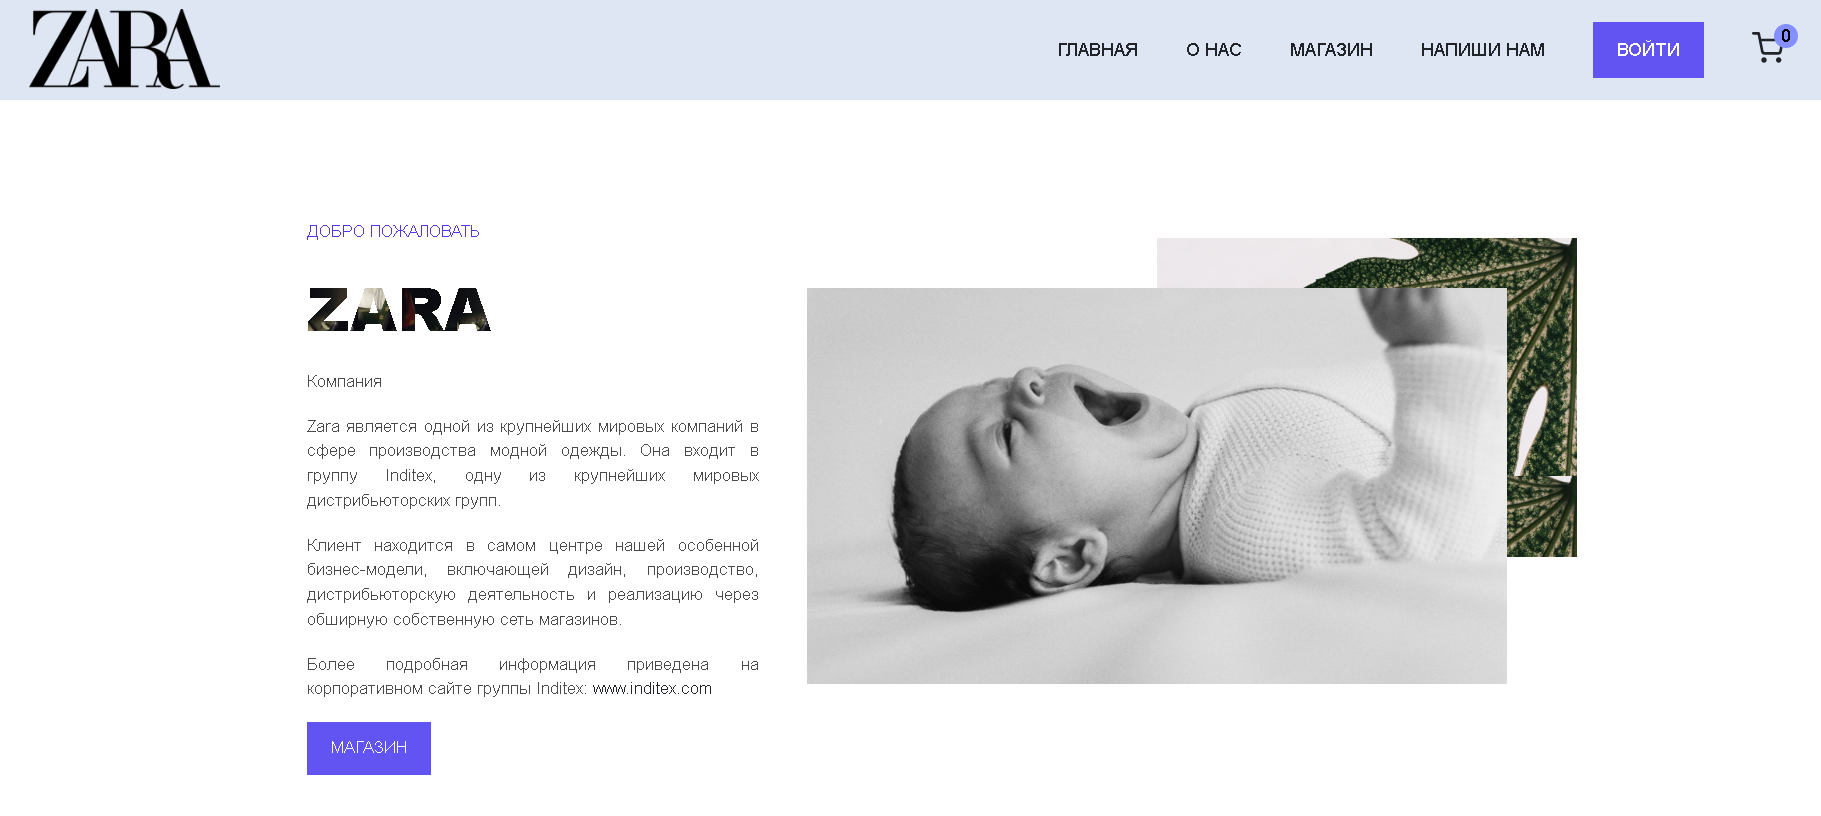 ZARA
ГЛАВНАЯ О НАС МАГАЗИН НАПИШИ НАМ ВОЙТИ 0
ДОБРО ПОЖАЛОВАТЬ
ZARA
Компания
Zara является одной из крупнейших мировых компаний в
сфере производства модной одежды. Она входит в
группу Inditex, одну из крупнейших мировых
дистрибьюторских групп.
Клиент находится в самом центре нашей особенной
бизнес-модели, включающей дизайн, производство,
дистрибьюторскую деятельность и реализацию через
обширную собственную сеть магазинов.
Более подробная информация приведена на
корпоративном сайте группы Inditex: www.inditex.com
МАГАЗИН